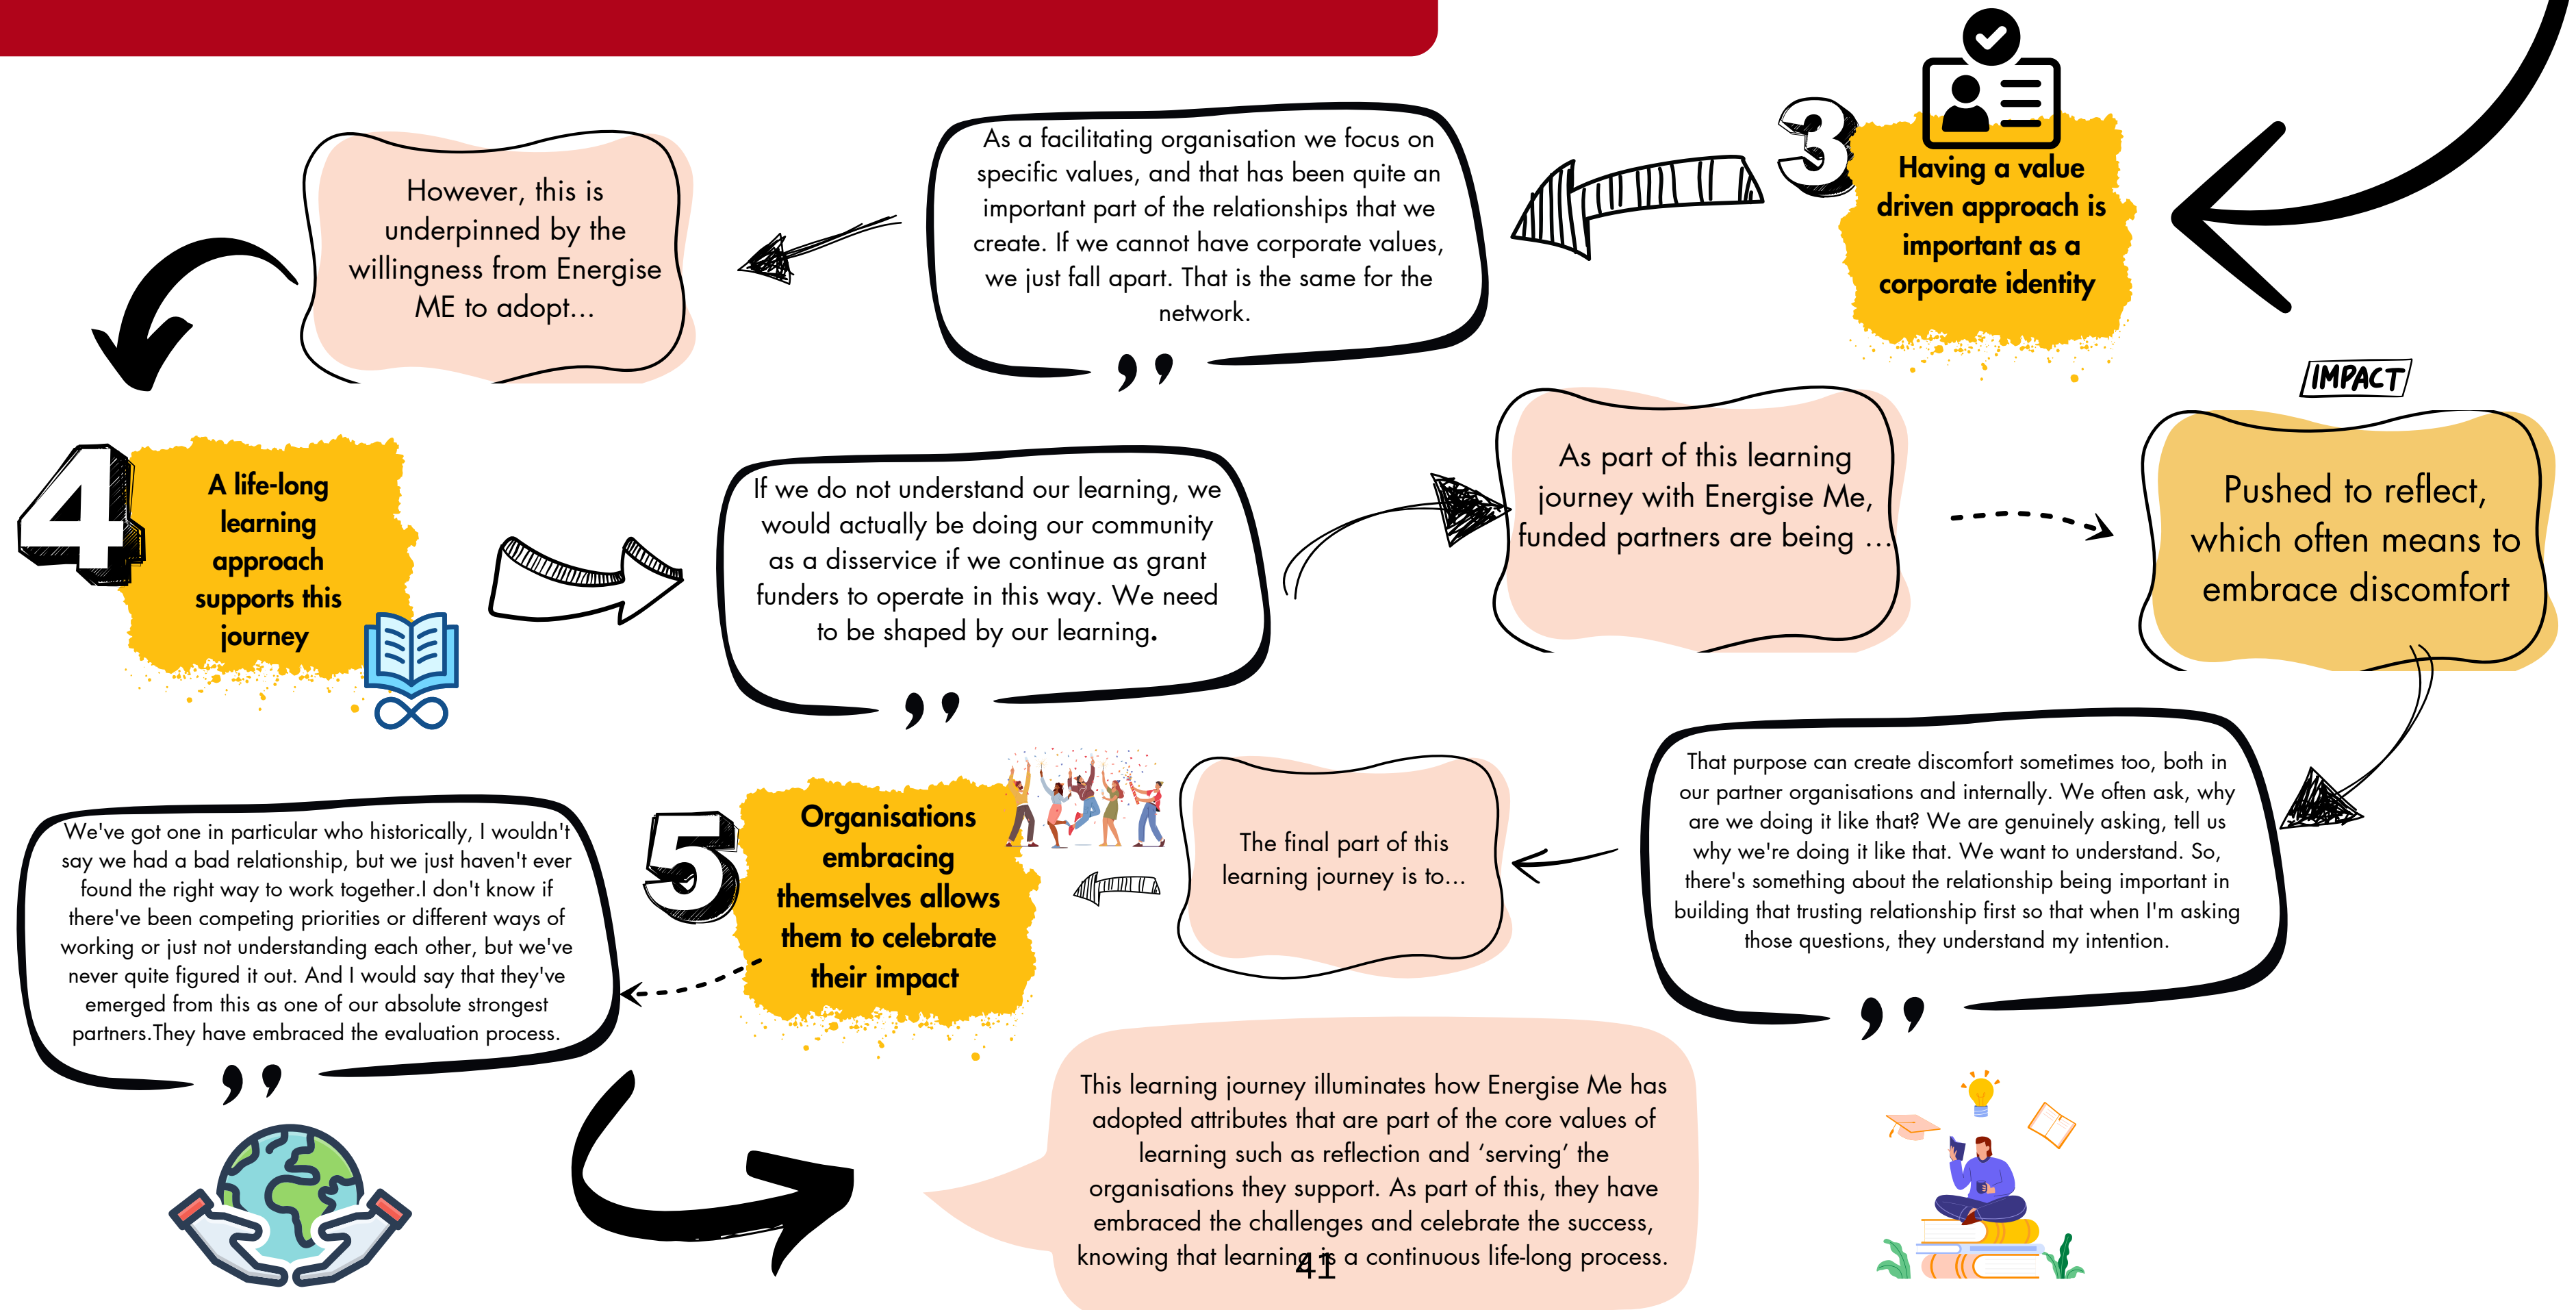 3
Having a value
driven approach is
important as a
corporate identity
As a facilitating organisation we focus on
specific values, and that has been quite an
important part of the relationships that we
create. If we cannot have corporate values,
we just fall apart. That is the same for the
network.
However, this is
underpinned by the
willingness from Energise
ME to adopt...
4
A life-long
learning
approach
supports this
journey
If we do not understand our learning, we
would actually be doing our community
as a disservice if we continue as grant
funders to operate in this way. We need
to be shaped by our learning.
As part of this learning
journey with Energise Me,
funded partners are being ...
IMPACT
Pushed to reflect,
which often means to
embrace discomfort
That purpose can create discomfort sometimes too, both in
our partner organisations and internally. We often ask, why
are we doing it like that? We are genuinely asking, tell us
why we're doing it like that. We want to understand. So,
there's something about the relationship being important in
building that trusting relationship first so that when I'm asking
those questions, they understand my intention.
The final part of this
learning journey is to...
5
Organisations
embracing
themselves allows
them to celebrate
their impact
We've got one in particular who historically, I wouldn't
say we had a bad relationship, but we just haven't ever
found the right way to work together.I don't know if
there've been competing priorities or different ways of
working or just not understanding each other, but we've
never quite figured it out. And I would say that they've
emerged from this as one of our absolute strongest
partners.They have embraced the evaluation process.
This learning journey illuminates how Energise Me has
adopted attributes that are part of the core values of
learning such as reflection and ‘serving’ the
organisations they support. As part of this, they have
embraced the challenges and celebrate the success,
knowing that learning is a continuous life-long process.
41